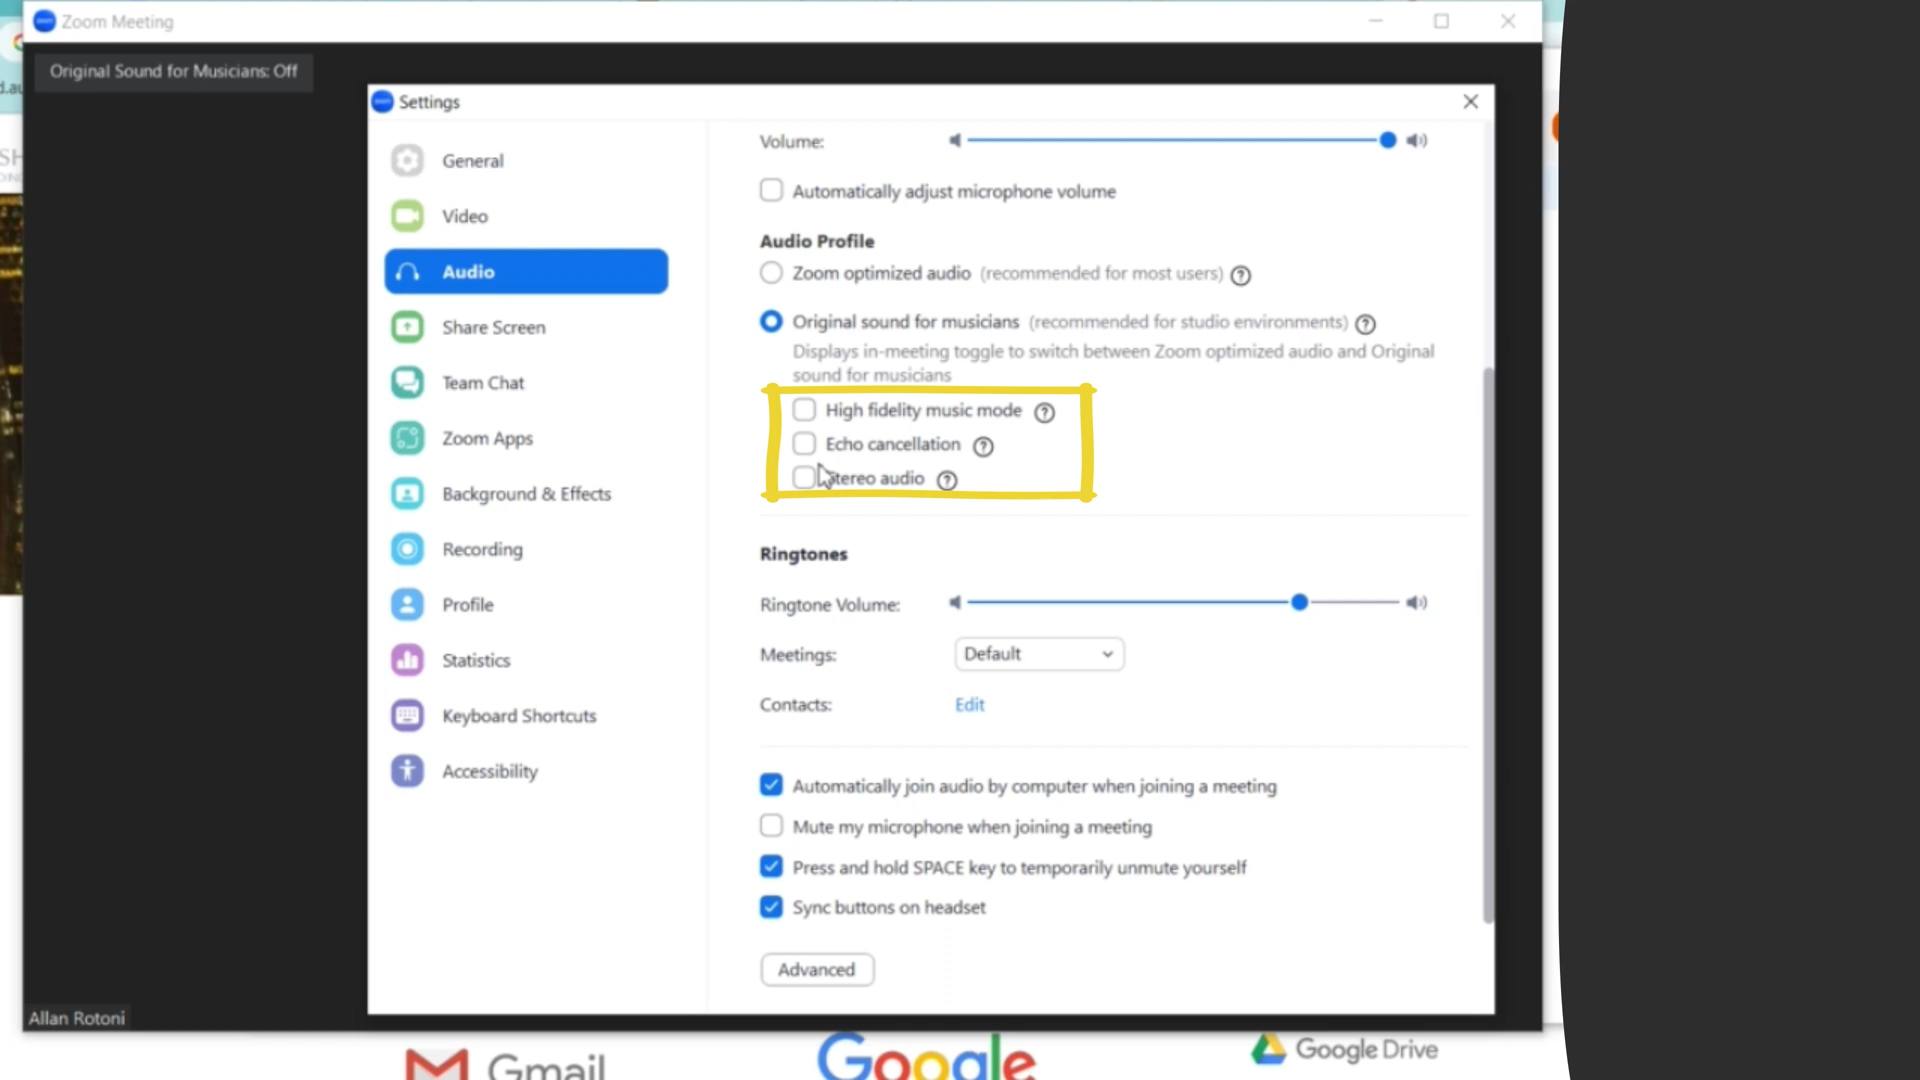 Zoom Meeting
Original Sound for Musicians: Off
Settings
General
Video
Audio
Share Screen
Team Chat
Zoom Apps
Background & Effects
Recording
Profile
Statistics
Keyboard Shortcuts
Accessibility
Volume:
Automatically adjust microphone volume
Audio Profile
Zoom optimized audio (recommended for most users)
Original sound for musicians (recommended for studio environments)
Displays in-meeting toggle to switch between Zoom optimized audio and Original
sound for musicians
High fidelity music mode
Echo cancellation
Stereo audio
Ringtones
Ringtone Volume:
Meetings: Default
Contacts: Edit
Automatically join audio by computer when joining a meeting
Mute my microphone when joining a meeting
Press and hold SPACE key to temporarily unmute yourself
Sync buttons on headset
Advanced
Allan Rotoni
Gmail
Google
Google Drive